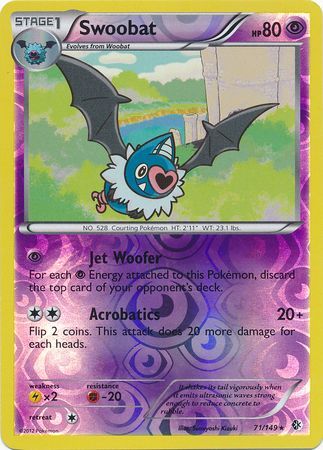 STAGE1 Swoobat HP80
Evolves from Woobat
NO. 528 Courting Pokémon HT: 2'11" WT: 23.1 lbs.
Jet Woofer
For each Energy attached to this Pokémon, discard
the top card of your opponent's deck.
Acrobatics 20+
Flip 2 coins. This attack does 20 more damage for
each heads.
weakness resistance
×2 -20
retreat
It shakes its tail vigorously when
it emits ultrasonic waves strong
enough to reduce concrete to
rubble.
©2012 Pokémon Illus. Sumiyoshi Kizuki 71/149